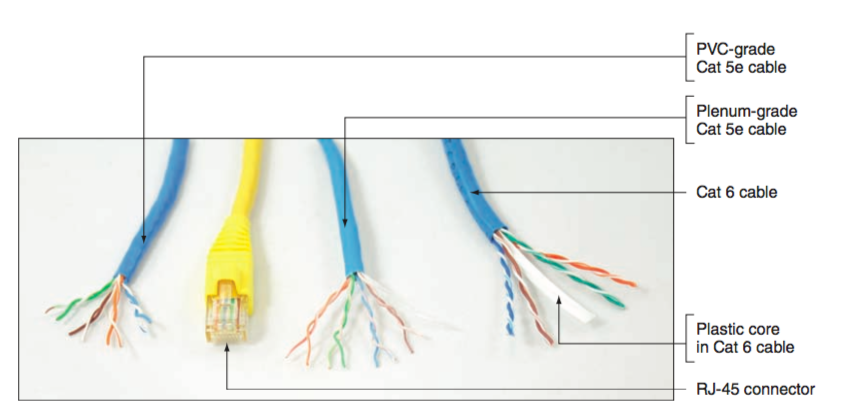 PVC-grade
Cat 5e cable
Plenum-grade
Cat 5e cable
Cat 6 cable
Plastic core
in Cat 6 cable
RJ-45 connector